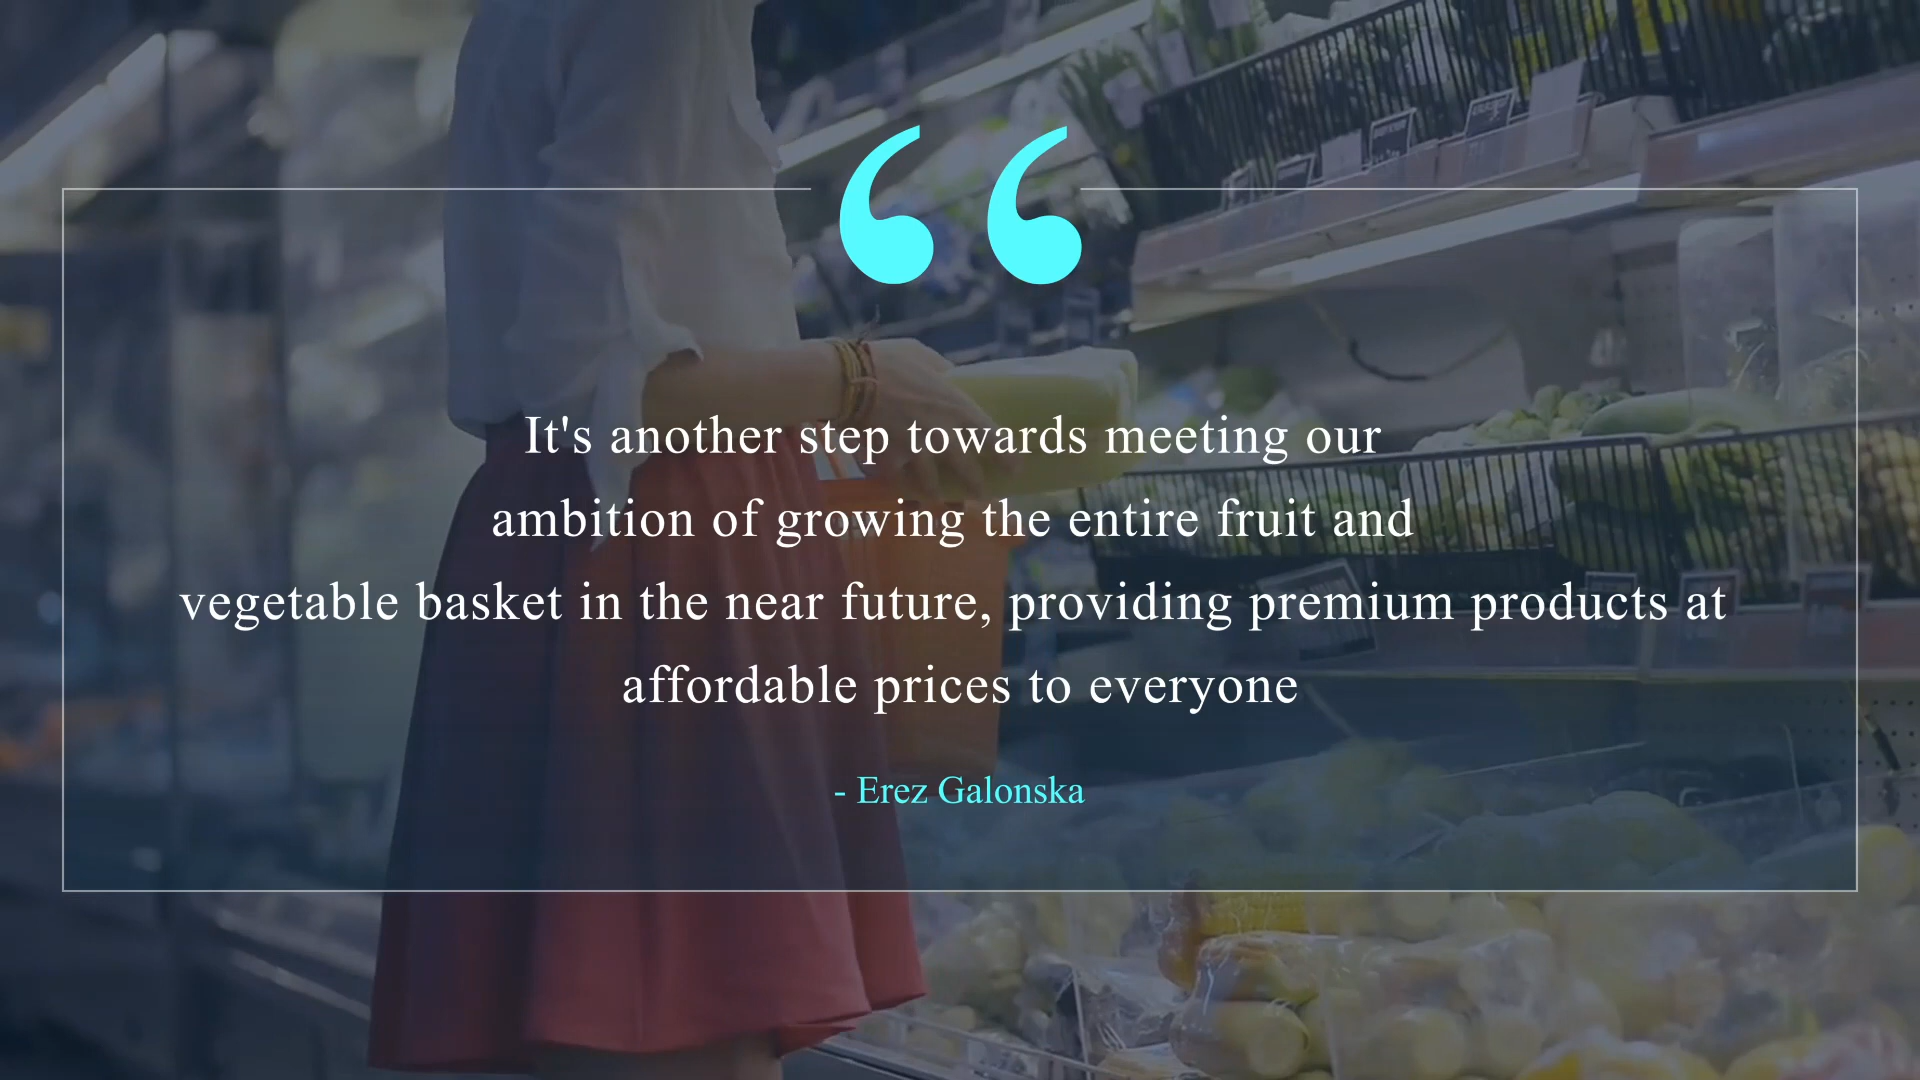 “
It's another step towards meeting our
ambition of growing the entire fruit and
vegetable basket in the near future, providing premium products at
affordable prices to everyone
- Erez Galonska